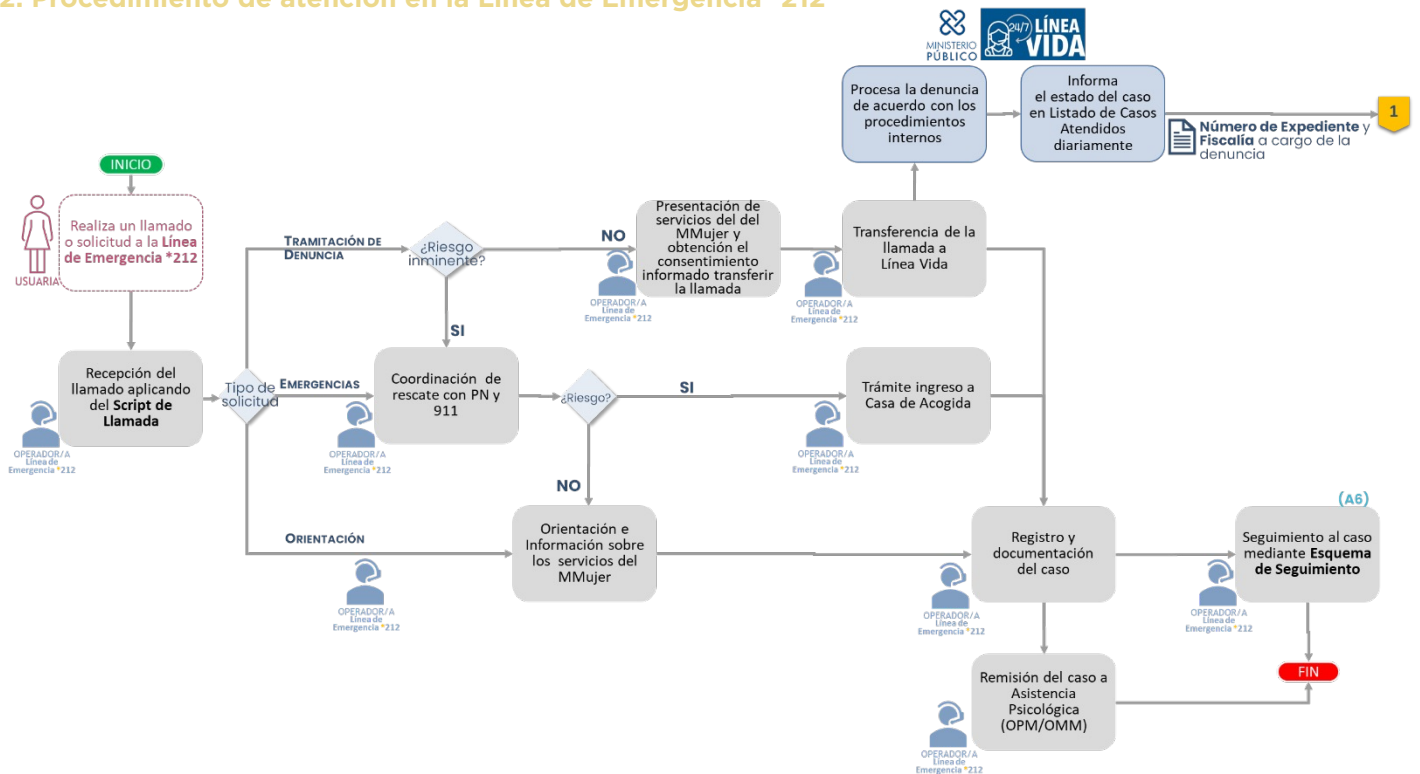 2. Procedimiento de atención en la Línea de Emergencia *212
MINISTERIO
PÚBLICO
24/7 LÍNEA
VIDA
Procesa la denuncia
de acuerdo con los
procedimientos
internos
Informa
el estado del caso
en Listado de Casos
Atendidos
diariamente
1
Número de Expediente y
Fiscalía a cargo de la
denuncia
INICIO
Realiza un llamado
o solicitud a la Línea
de Emergencia *212
USUARIA
TRAMITACIÓN DE
DENUNCIA
¿Riesgo
inminente?
NO
Presentación de
servicios del del
MMujer y
obtención el
consentimiento
informado transferir
la llamada
OPERADOR/A
Línea de
Emergencia *212
Transferencia de la
llamada a
Línea Vida
OPERADOR/A
Línea de
Emergencia *212
SI
Recepción del
llamado aplicando
del Script de
Llamada
OPERADOR/A
Línea de
Emergencia *212
Tipo de
solicitud
EMERGENCIAS
Coordinación de
rescate con PN y
911
OPERADOR/A
Línea de
Emergencia *212
¿Riesgo?
SI
Trámite ingreso a
Casa de Acogida
OPERADOR/A
Línea de
Emergencia *212
NO
ORIENTACIÓN
OPERADOR/A
Línea de
Emergencia *212
Orientación e
Información sobre
los servicios del
MMujer
Registro y
documentación
del caso
OPERADOR/A
Línea de
Emergencia *212
(A6)
Seguimiento al caso
mediante Esquema
de Seguimiento
OPERADOR/A
Línea de
Emergencia *212
FIN
Remisión del caso a
Asistencia
Psicológica
(OPM/OMM)
OPERADOR/A
Línea de
Emergencia *212